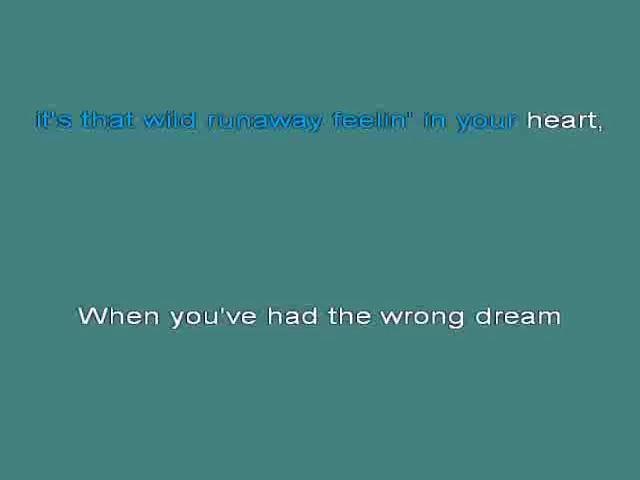 it's that wild runaway feelin' in your heart,
When you've had the wrong dream